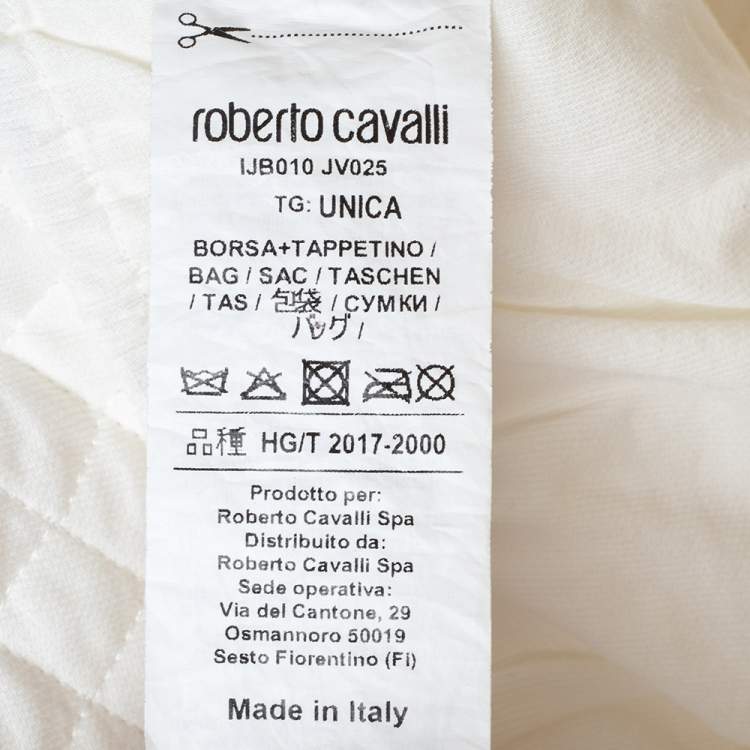 roberto cavalli
IJB010 JV025
TG: UNICA
BORSA+TAPPETINO /
BAG / SAC / TASCHEN
/ TAS / 包袋 / СУМКИ /
バッグ /
品種 HG/T 2017-2000
Prodotto per:
Roberto Cavalli Spa
Distribuito da:
Roberto Cavalli Spa
Sede operativa:
Via del Cantone, 29
Osmannoro 50019
Sesto Fiorentino (Fi)
Made in Italy